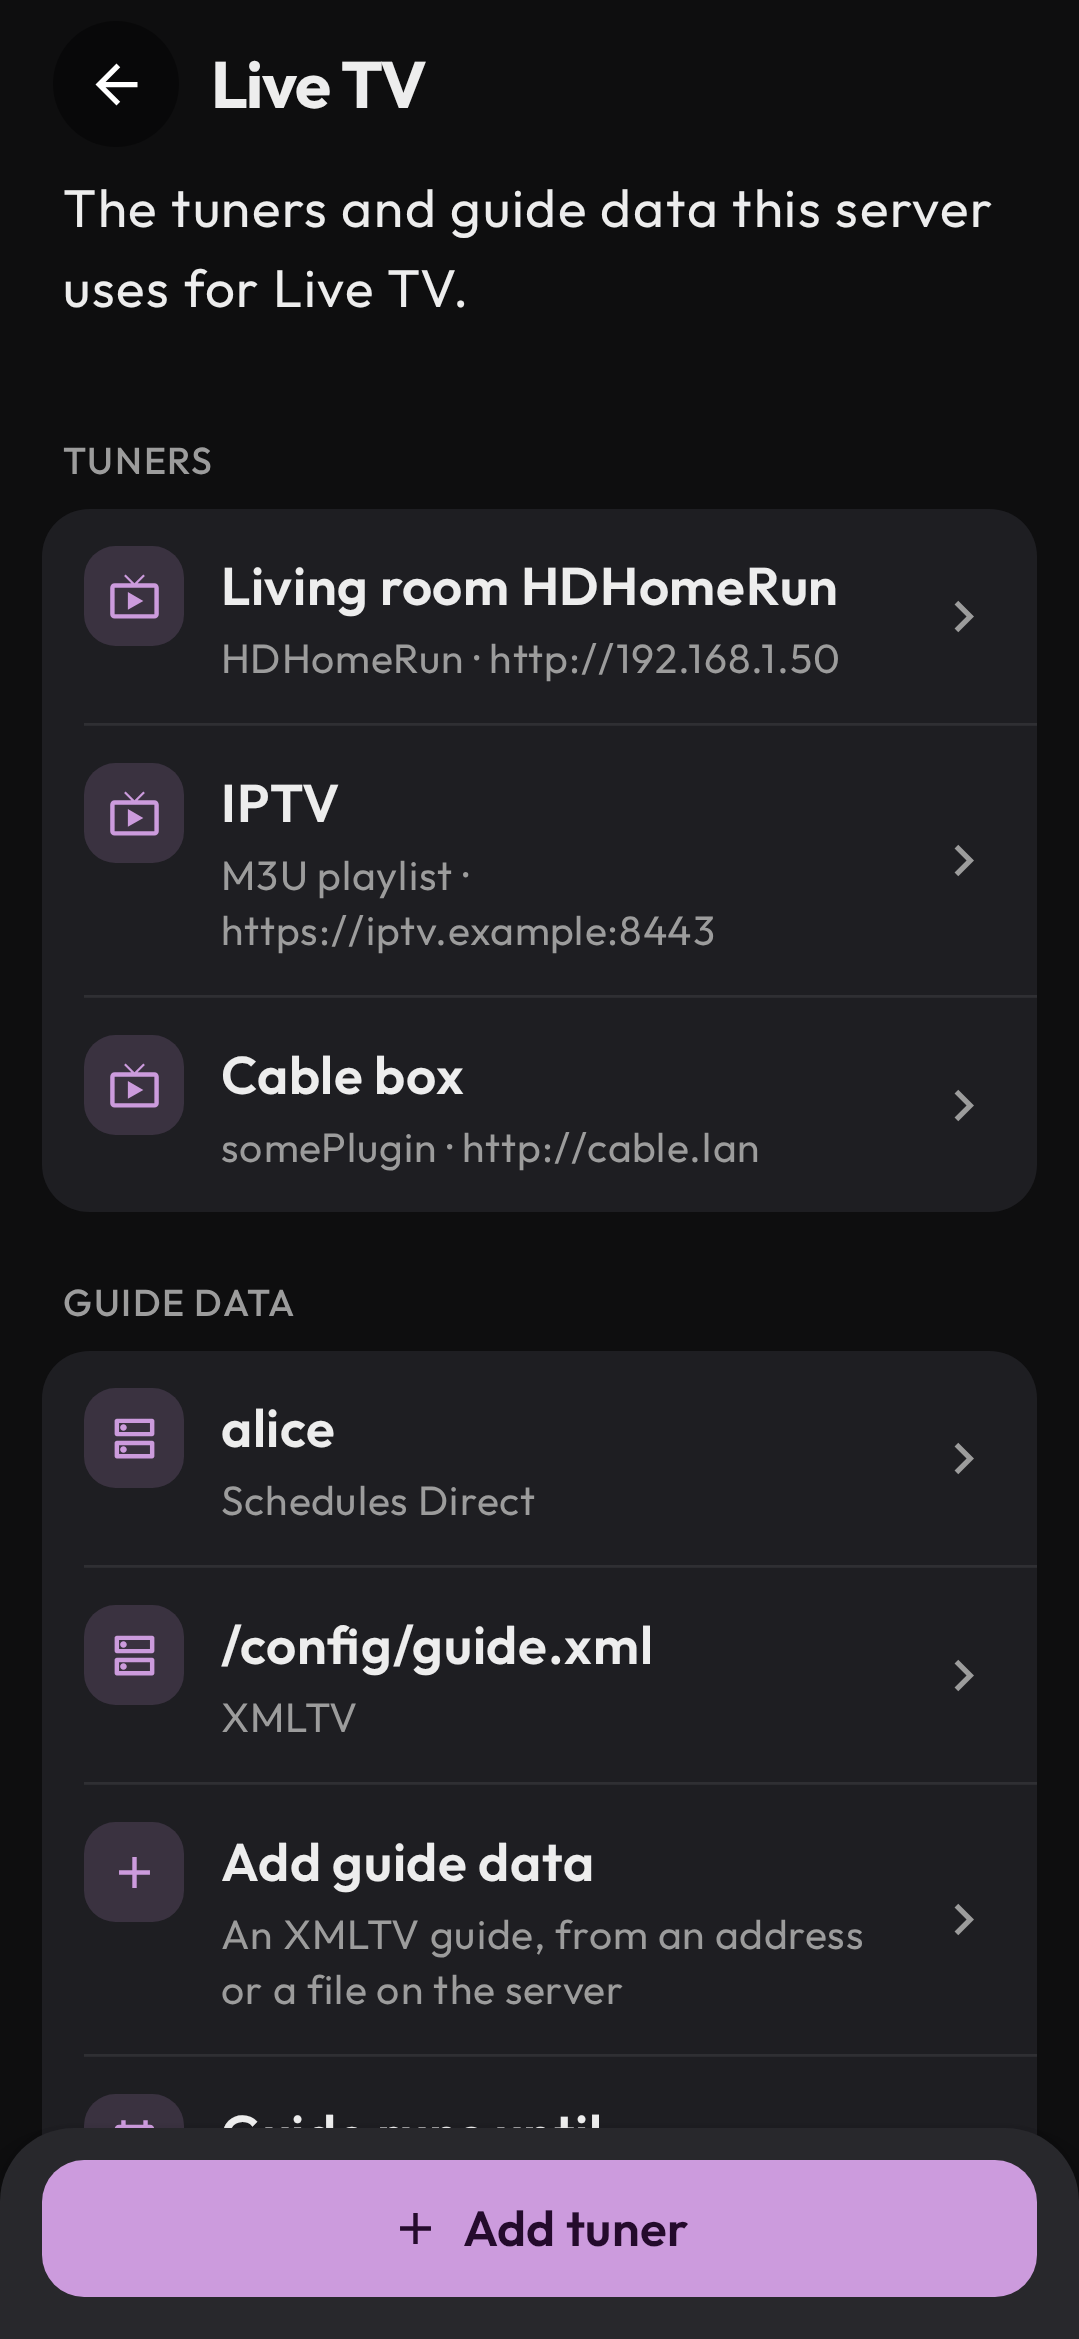 Live TV
The tuners and guide data this server
uses for Live TV.
TUNERS
Living room HDHomeRun
HDHomeRun · http://192.168.1.50
IPTV
M3U playlist ·
https://iptv.example:8443
Cable box
somePlugin · http://cable.lan
GUIDE DATA
alice
Schedules Direct
/config/guide.xml
XMLTV
Add guide data
An XMLTV guide, from an address
or a file on the server
Guide runs until
Add tuner